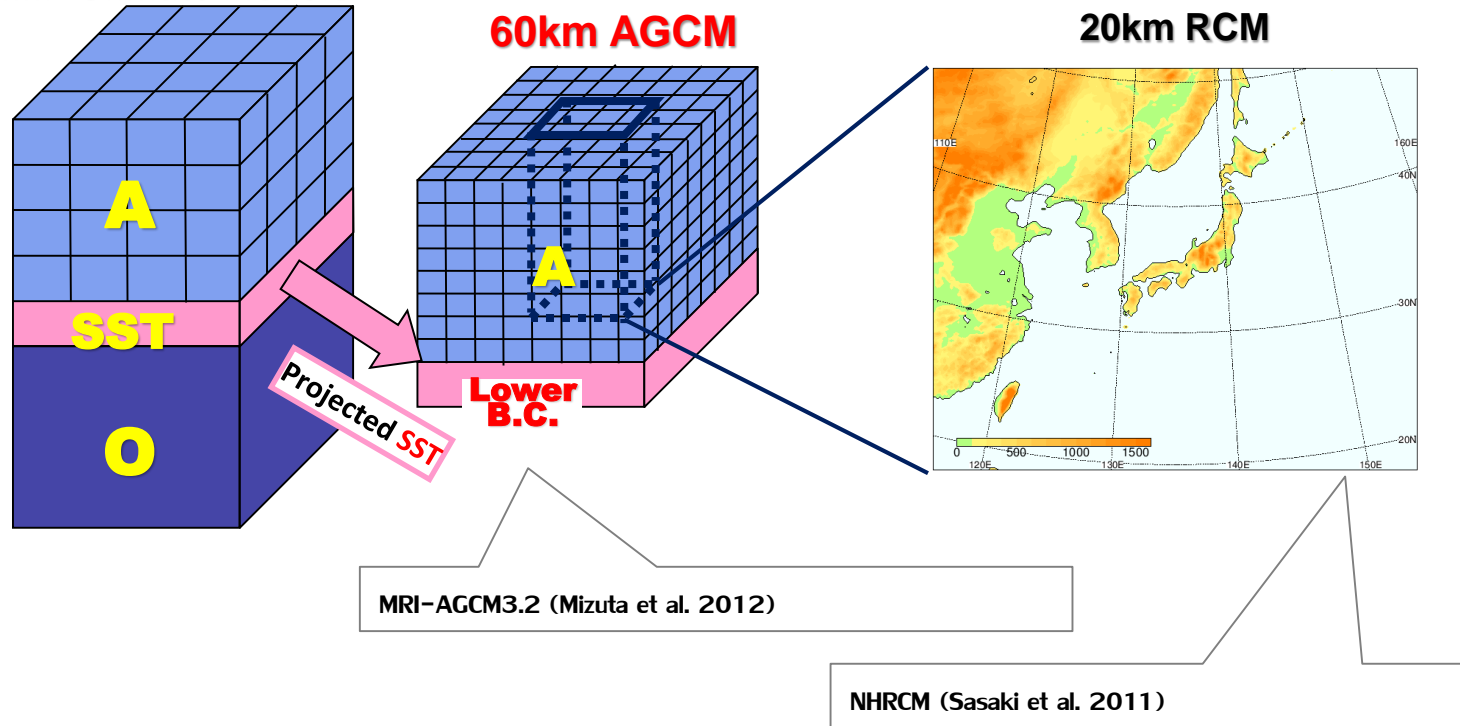 60km AGCM
20km RCM
A
SST
O
Projected SST
A
Lower
B.C.
110E
160E
40N
30N
20N
0
500
1000
1500
120E
130E
140E
150E
MRI-AGCM3.2 (Mizuta et al. 2012)
NHRCM (Sasaki et al. 2011)